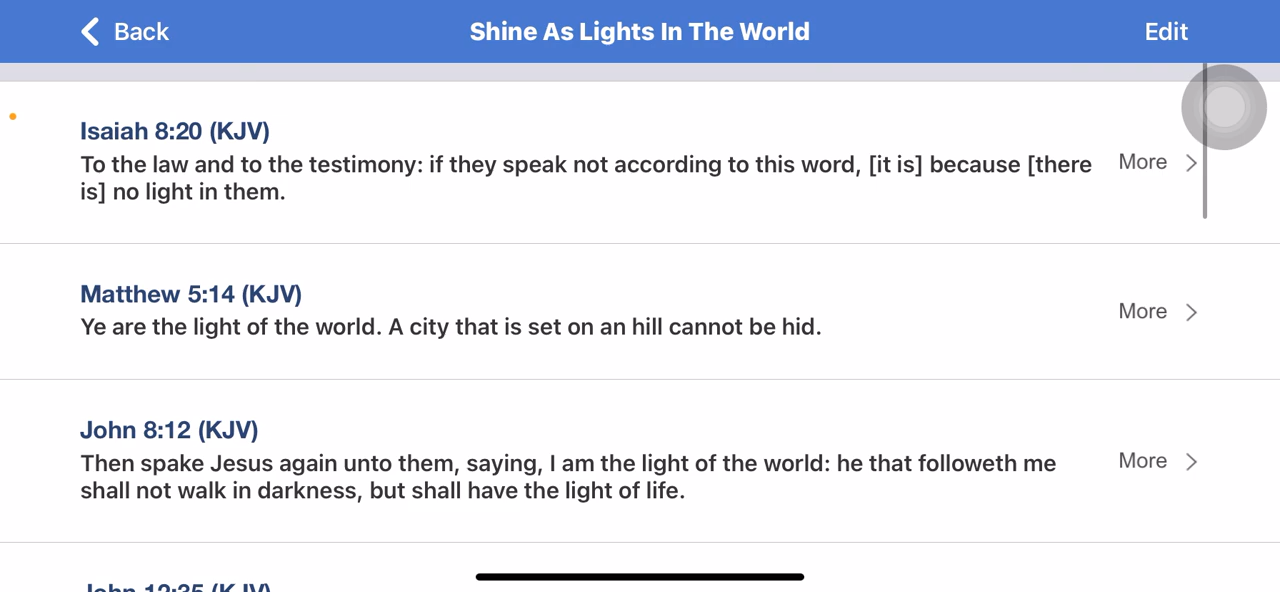 Back
Shine As Lights In The World
Edit
Isaiah 8:20 (KJV)
To the law and to the testimony: if they speak not according to this word, [it is] because [there
is] no light in them.
More
Matthew 5:14 (KJV)
Ye are the light of the world. A city that is set on an hill cannot be hid.
More
John 8:12 (KJV)
Then spake Jesus again unto them, saying, I am the light of the world: he that followeth me
shall not walk in darkness, but shall have the light of life.
More
John 12:35 (KJV)